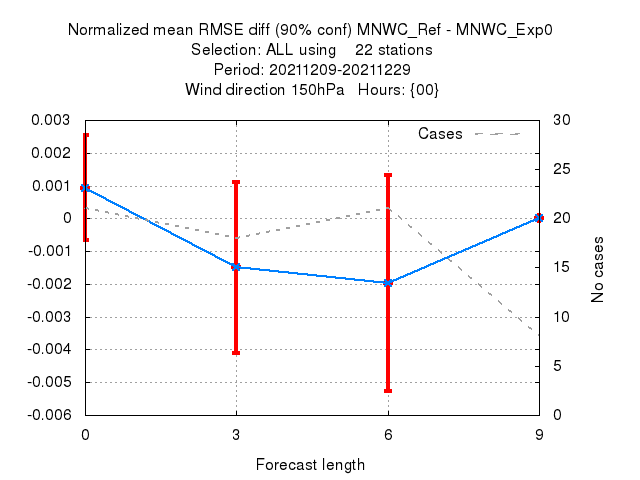 Normalized mean RMSE diff (90% conf) MNWC_Ref - MNWC_Exp0
Selection: ALL using    22 stations
Period: 20211209-20211229
Wind direction 150hPa   Hours: {00}
Cases
0.003
0.002
0.001
0
-0.001
-0.002
-0.003
-0.004
-0.005
-0.006
30
25
20
15
10
5
0
No cases
0 3 6 9
Forecast length